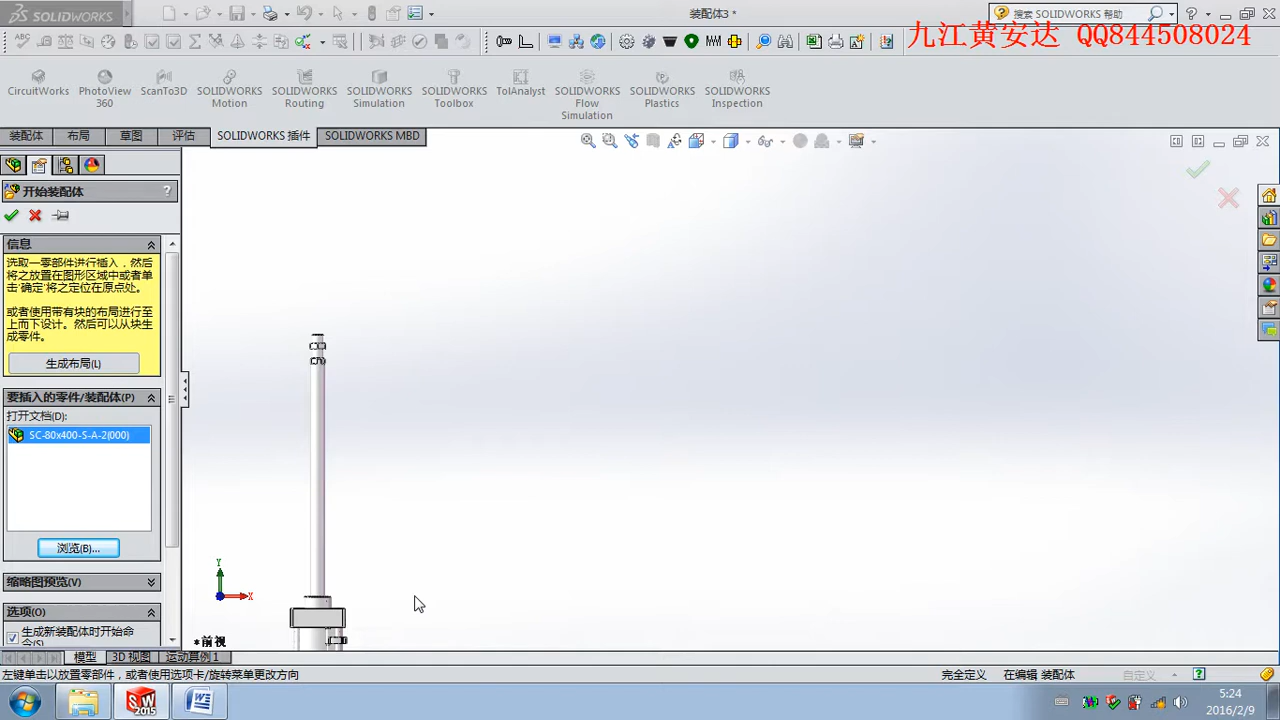 SOLIDWORKS
装配体3 *
搜索 SOLIDWORKS 帮助
九江黄安达 QQ844508024
CircuitWorks
PhotoView
360
ScanTo3D
SOLIDWORKS
Motion
SOLIDWORKS
Routing
SOLIDWORKS
Simulation
SOLIDWORKS
Toolbox
TolAnalyst
SOLIDWORKS
Flow
Simulation
SOLIDWORKS
Plastics
SOLIDWORKS
Inspection
装配体
布局
草图
评估
SOLIDWORKS 插件
SOLIDWORKS MBD
开始装配体
?
信息
选取一零部件进行插入，然后
将之放置在图形区域中或者单
击'确定'将之定位在原点处。
或者使用带有块的布局进行至
上而下设计。然后可以从块生
成零件。
生成布局(L)
要插入的零件/装配体(P)
打开文档(D):
SC-80x400-S-A-2(000)
浏览(B)...
缩略图预览(V)
选项(O)
生成新装配体时开始命
令(S)
Y
X
*前视
模型
3D 视图
运动算例 1
左键单击以放置零部件，或者使用选项卡/旋转菜单更改方向
完全定义
在编辑 装配体
自定义
5:24
2016/2/9